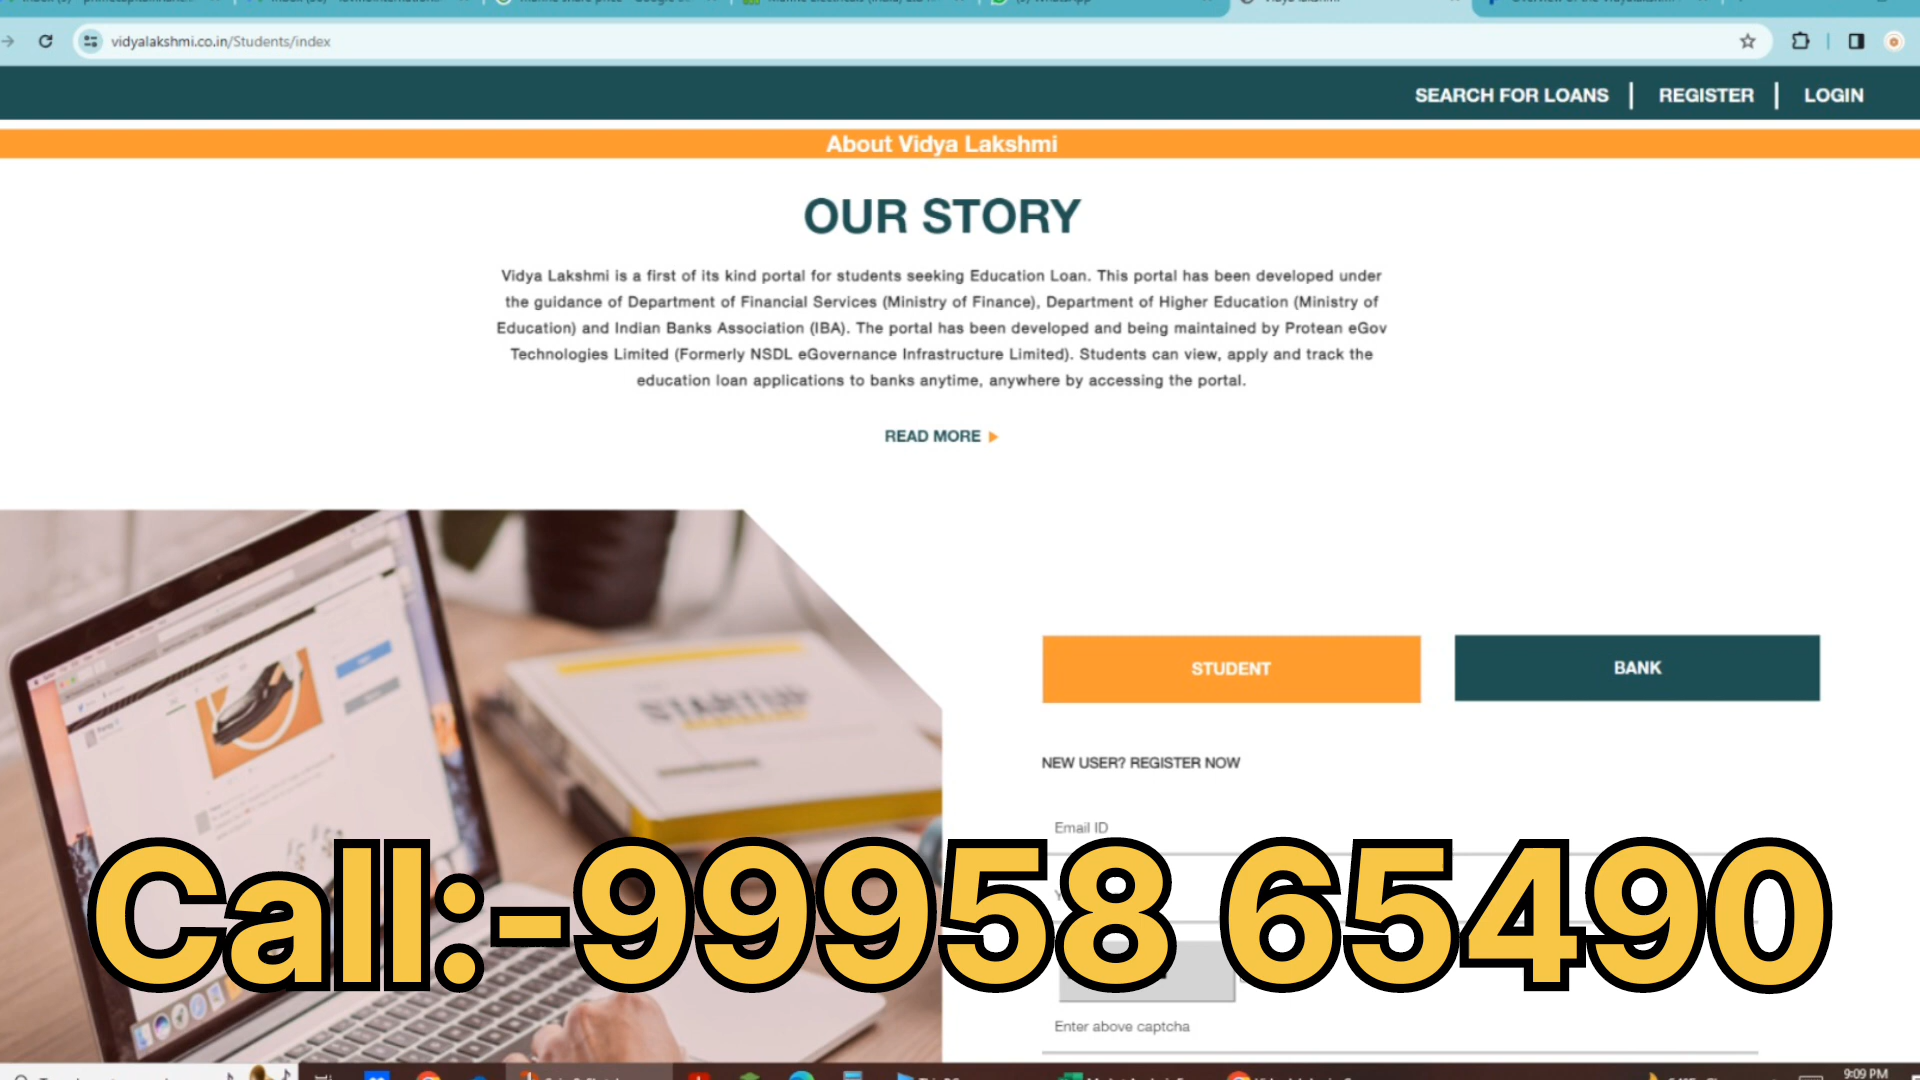 vidyalakshmi.co.in/Students/index
SEARCH FOR LOANS | REGISTER | LOGIN
About Vidya Lakshmi
OUR STORY
Vidya Lakshmi is a first of its kind portal for students seeking Education Loan. This portal has been developed under
the guidance of Department of Financial Services (Ministry of Finance), Department of Higher Education (Ministry of
Education) and Indian Banks Association (IBA). The portal has been developed and being maintained by Protean eGov
Technologies Limited (Formerly NSDL eGovernance Infrastructure Limited). Students can view, apply and track the
education loan applications to banks anytime, anywhere by accessing the portal.
READ MORE
STARTUP
STUDENT
BANK
NEW USER? REGISTER NOW
Email ID
Call:-99958 65490
Enter above captcha
9:09 PM